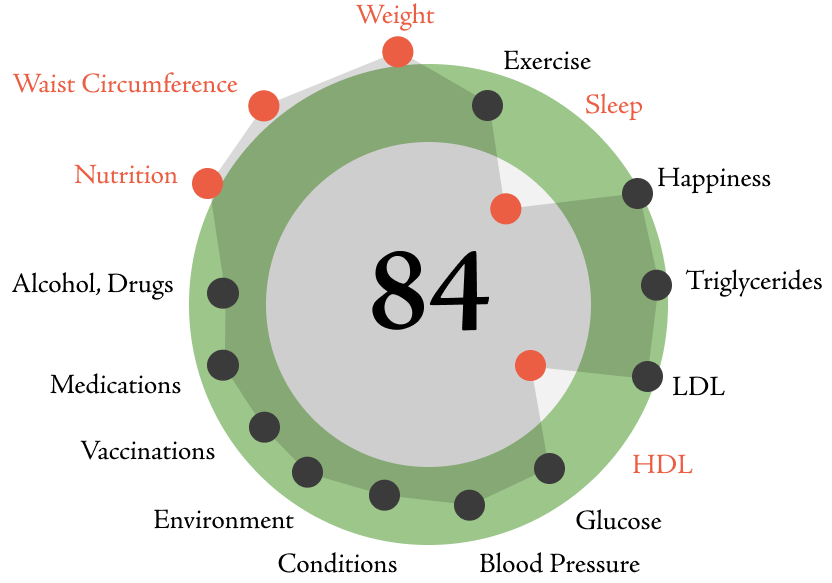 Weight
Exercise
Waist Circumference
Sleep
Nutrition
Happiness
Alcohol, Drugs
84
Triglycerides
Medications
LDL
Vaccinations
HDL
Environment
Glucose
Conditions
Blood Pressure